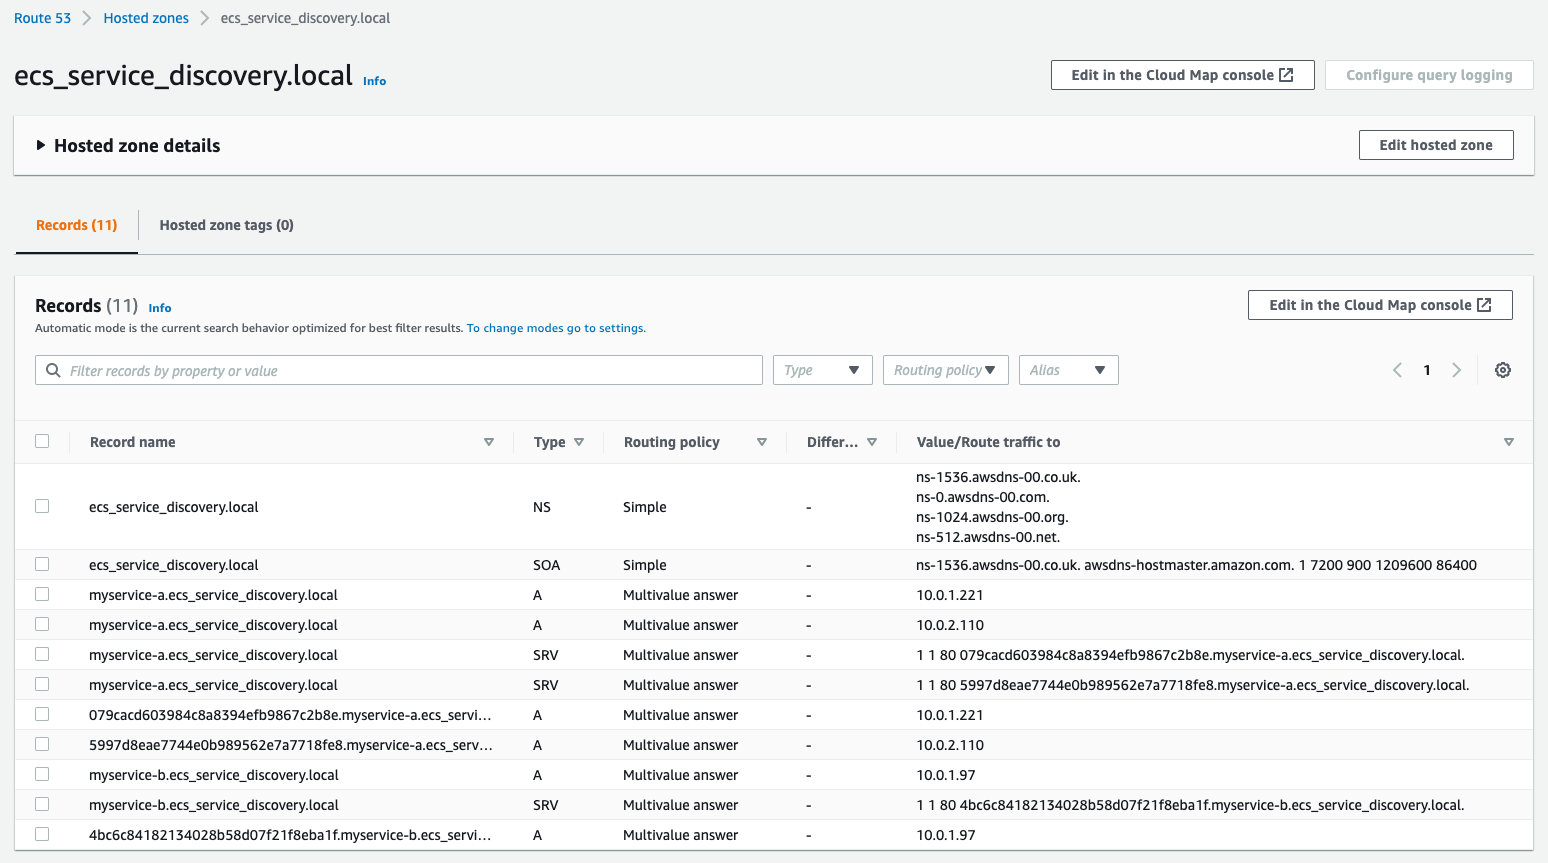 Route 53 > Hosted zones > ecs_service_discovery.local
ecs_service_discovery.local Info
Edit in the Cloud Map console
Configure query logging
Hosted zone details
Edit hosted zone
Records (11)
Hosted zone tags (0)
Records (11) Info
Edit in the Cloud Map console
Automatic mode is the current search behavior optimized for best filter results. To change modes go to settings.
Filter records by property or value
Type
Routing policy
Alias
1
Record name Type Routing policy Differ... Value/Route traffic to
ecs_service_discovery.local NS Simple - ns-1536.awsdns-00.co.uk.
ns-0.awsdns-00.com.
ns-1024.awsdns-00.org.
ns-512.awsdns-00.net.
ecs_service_discovery.local SOA Simple - ns-1536.awsdns-00.co.uk. awsdns-hostmaster.amazon.com. 1 7200 900 1209600 86400
myservice-a.ecs_service_discovery.local A Multivalue answer - 10.0.1.221
myservice-a.ecs_service_discovery.local A Multivalue answer - 10.0.2.110
myservice-a.ecs_service_discovery.local SRV Multivalue answer - 1 1 80 079cacd603984c8a8394efb9867c2b8e.myservice-a.ecs_service_discovery.local.
myservice-a.ecs_service_discovery.local SRV Multivalue answer - 1 1 80 5997d8eae7744e0b989562e7a7718fe8.myservice-a.ecs_service_discovery.local.
079cacd603984c8a8394efb9867c2b8e.myservice-a.ecs_servi... A Multivalue answer - 10.0.1.221
5997d8eae7744e0b989562e7a7718fe8.myservice-a.ecs_serv... A Multivalue answer - 10.0.2.110
myservice-b.ecs_service_discovery.local A Multivalue answer - 10.0.1.97
myservice-b.ecs_service_discovery.local SRV Multivalue answer - 1 1 80 4bc6c84182134028b58d07f21f8eba1f.myservice-b.ecs_service_discovery.local.
4bc6c84182134028b58d07f21f8eba1f.myservice-b.ecs_servi... A Multivalue answer - 10.0.1.97